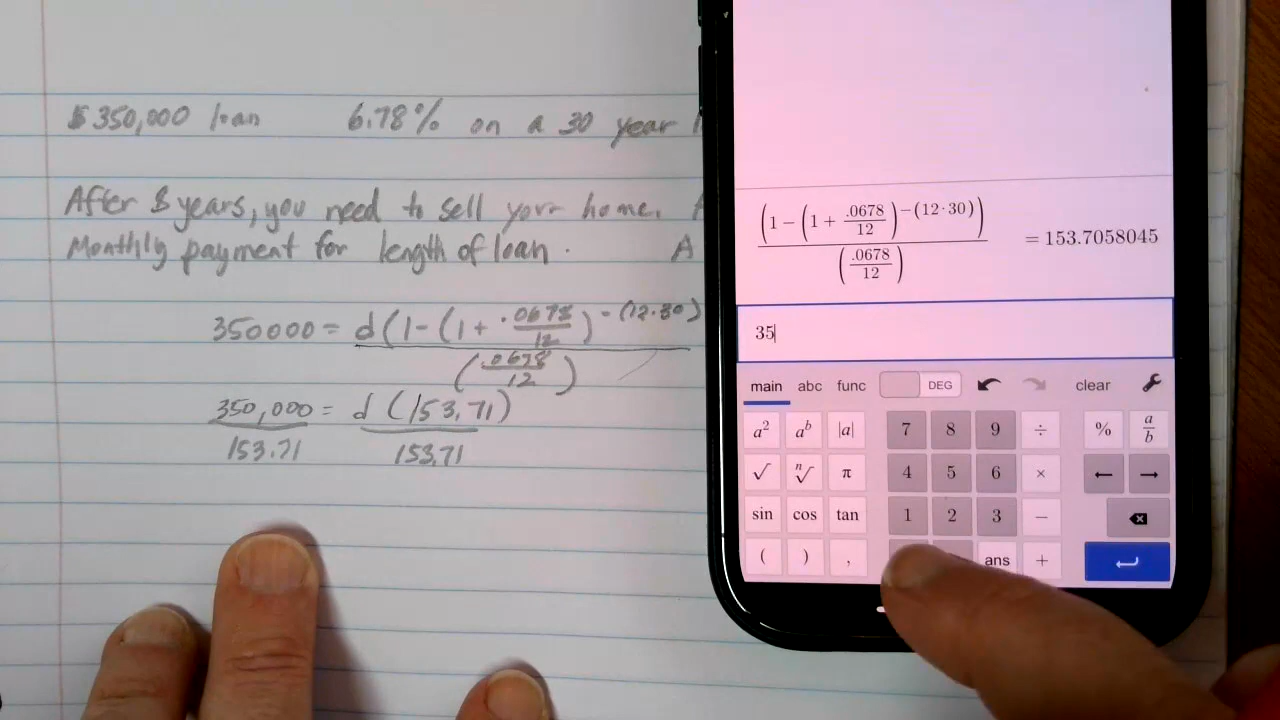 $350,000 loan 6.78% on a 30 year
After 8 years, you need to sell your home.
Monthly payment for length of loan. A
350000 = d(1-(1+.0678/12)^-(12.30))
(.0678/12)
350,000 = d(153.71)
153.71 153.71
(1-(1+.0678/12)^-(12·30))/(.0678/12) = 153.7058045
35
main abc func DEG clear
a² a^b |a| 7 8 9 ÷ % a/b
√ ⁿ√ π 4 5 6 × ← →
sin cos tan 1 2 3 −
( ) , ans +